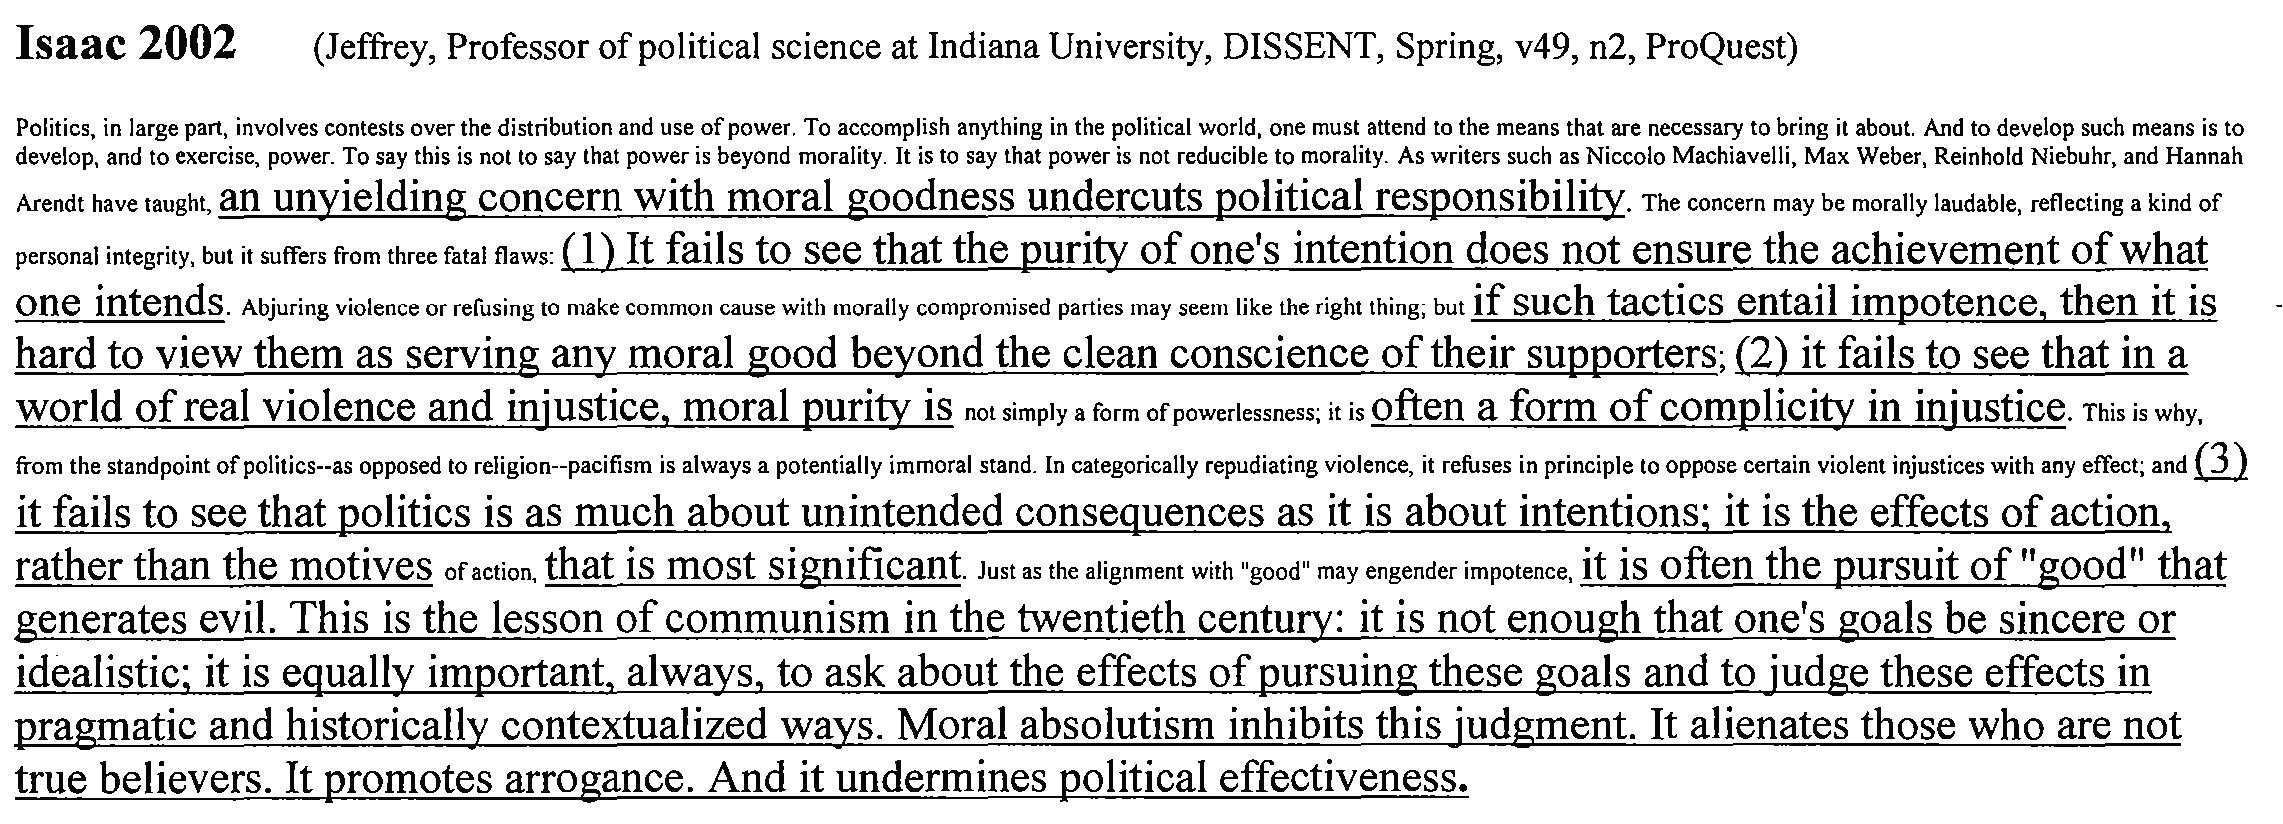 Isaac 2002 (Jeffrey, Professor of political science at Indiana University, DISSENT, Spring, v49, n2, ProQuest)
Politics, in large part, involves contests over the distribution and use of power. To accomplish anything in the political world, one must attend to the means that are necessary to bring it about. And to develop such means is to
develop, and to exercise, power. To say this is not to say that power is beyond morality. It is to say that power is not reducible to morality. As writers such as Niccolo Machiavelli, Max Weber, Reinhold Niebuhr, and Hannah
Arendt have taught, an unyielding concern with moral goodness undercuts political responsibility. The concern may be morally laudable, reflecting a kind of
personal integrity, but it suffers from three fatal flaws: (1) It fails to see that the purity of one's intention does not ensure the achievement of what
one intends. Abjuring violence or refusing to make common cause with morally compromised parties may seem like the right thing; but if such tactics entail impotence, then it is
hard to view them as serving any moral good beyond the clean conscience of their supporters; (2) it fails to see that in a
world of real violence and injustice, moral purity is not simply a form of powerlessness; it is often a form of complicity in injustice. This is why,
from the standpoint of politics--as opposed to religion--pacifism is always a potentially immoral stand. In categorically repudiating violence, it refuses in principle to oppose certain violent injustices with any effect; and (3)
it fails to see that politics is as much about unintended consequences as it is about intentions; it is the effects of action,
rather than the motives of action, that is most significant. Just as the alignment with "good" may engender impotence, it is often the pursuit of "good" that
generates evil. This is the lesson of communism in the twentieth century: it is not enough that one's goals be sincere or
idealistic; it is equally important, always, to ask about the effects of pursuing these goals and to judge these effects in
pragmatic and historically contextualized ways. Moral absolutism inhibits this judgment. It alienates those who are not
true believers. It promotes arrogance. And it undermines political effectiveness.